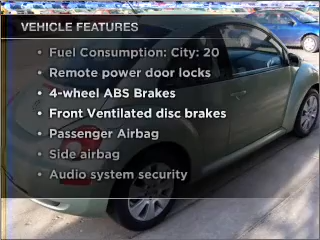 VEHICLE FEATURES
• Fuel Consumption: City: 20
• Remote power door locks
• 4-wheel ABS Brakes
• Front Ventilated disc brakes
• Passenger Airbag
• Side airbag
• Audio system security